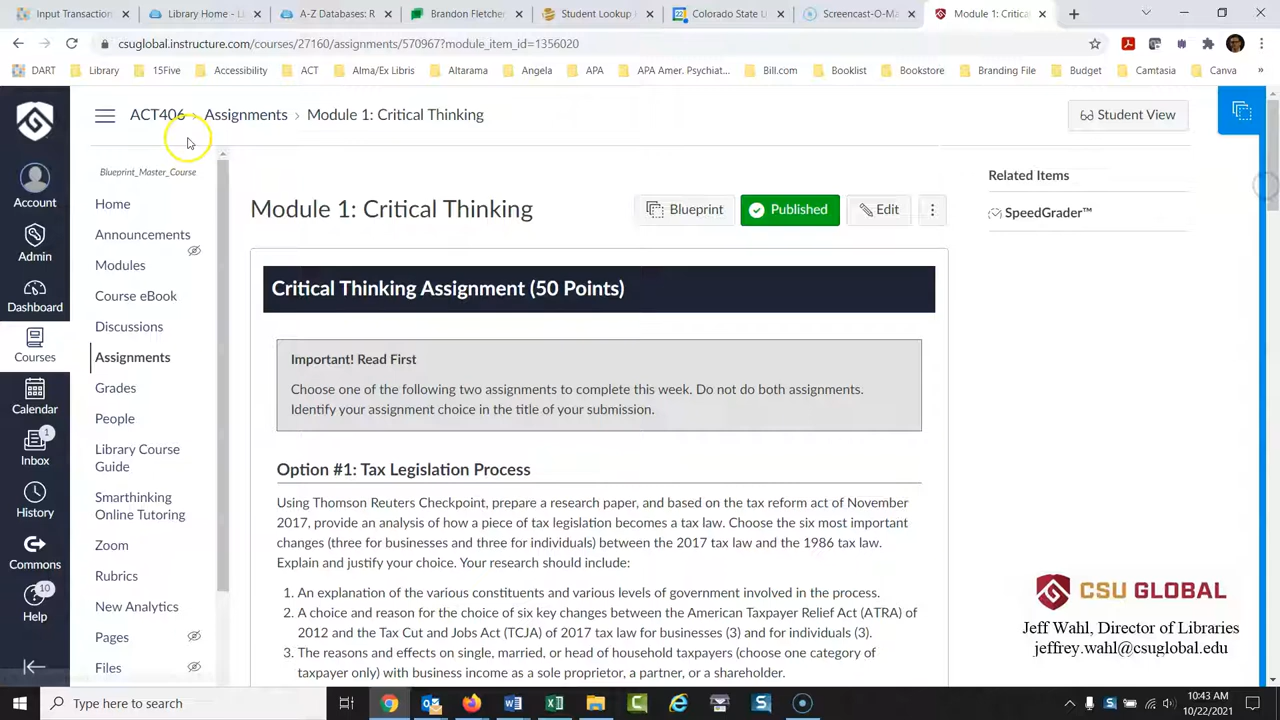 Input Transaction
Library Home - Li
A-Z Databases: R
Brandon Fletcher
Student Lookup
Colorado State
Screencast-O-Ma
Module 1: Critica
csuglobal.instructure.com/courses/27160/assignments/570967?module_item_id=1356020
DART
Library
15Five
Accessibility
ACT
Alma/Ex Libris
Altarama
Angela
APA
APA Amer. Psychiat...
Bill.com
Booklist
Bookstore
Branding File
Budget
Camtasia
Canva
»
ACT406 › Assignments › Module 1: Critical Thinking
Student View
Account
Admin
Dashboard
Courses
Calendar
1
Inbox
History
Commons
10
Help
Blueprint_Master_Course
Home
Announcements
Modules
Course eBook
Discussions
Assignments
Grades
People
Library Course
Guide
Smarthinking
Online Tutoring
Zoom
Rubrics
New Analytics
Pages
Files
Module 1: Critical Thinking
Blueprint
Published
Edit
Related Items
SpeedGrader™
Critical Thinking Assignment (50 Points)
Important! Read First
Choose one of the following two assignments to complete this week. Do not do both assignments.
Identify your assignment choice in the title of your submission.
Option #1: Tax Legislation Process
Using Thomson Reuters Checkpoint, prepare a research paper, and based on the tax reform act of November
2017, provide an analysis of how a piece of tax legislation becomes a tax law. Choose the six most important
changes (three for businesses and three for individuals) between the 2017 tax law and the 1986 tax law.
Explain and justify your choice. Your research should include:
1. An explanation of the various constituents and various levels of government involved in the process.
2. A choice and reason for the choice of six key changes between the American Taxpayer Relief Act (ATRA) of
2012 and the Tax Cut and Jobs Act (TCJA) of 2017 tax law for businesses (3) and for individuals (3).
3. The reasons and effects on single, married, or head of household taxpayers (choose one category of
taxpayer only) with business income as a sole proprietor, a partner, or a shareholder.
CSU GLOBAL
Jeff Wahl, Director of Libraries
jeffrey.wahl@csuglobal.edu
Type here to search
10:43 AM
10/22/2021